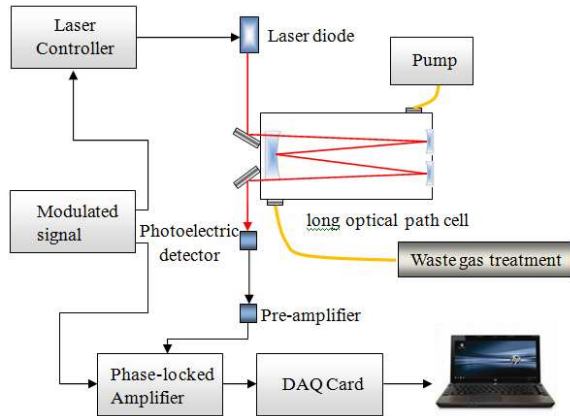 Laser
Controller
Laser diode
Pump
Modulated
signal
Photoelectric
detector
long optical path cell
Waste gas treatment
Pre-amplifier
Phase-locked
Amplifier
DAQ Card
hp